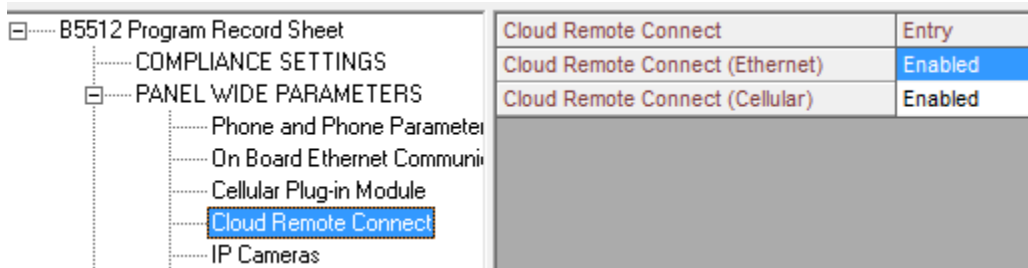 B5512 Program Record Sheet
COMPLIANCE SETTINGS
PANEL WIDE PARAMETERS
Phone and Phone Parameter
On Board Ethernet Communi
Cellular Plug-in Module
Cloud Remote Connect
IP Cameras
Cloud Remote Connect Entry
Cloud Remote Connect (Ethernet) Enabled
Cloud Remote Connect (Cellular) Enabled